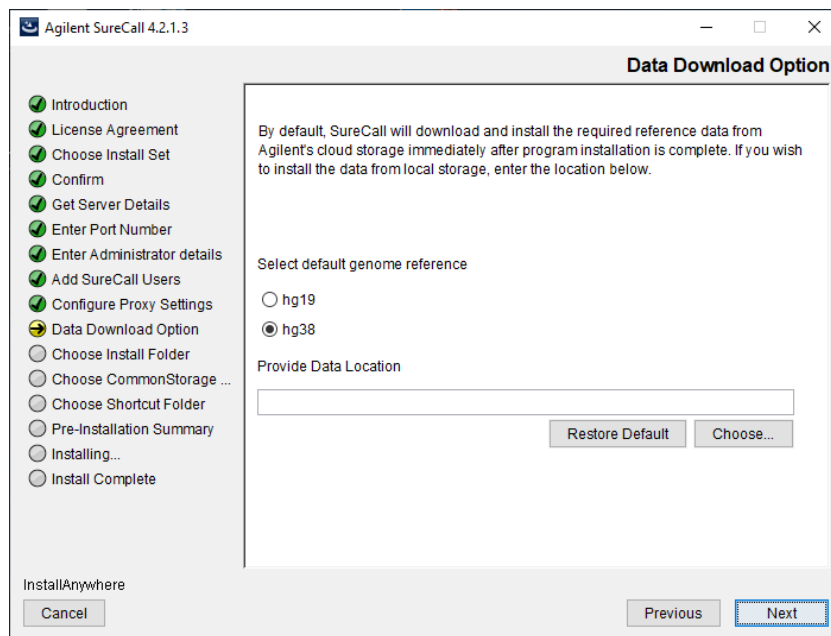 Agilent SureCall 4.2.1.3
Data Download Option
Introduction
License Agreement
Choose Install Set
Confirm
Get Server Details
Enter Port Number
Enter Administrator details
Add SureCall Users
Configure Proxy Settings
Data Download Option
Choose Install Folder
Choose CommonStorage ...
Choose Shortcut Folder
Pre-Installation Summary
Installing...
Install Complete
By default, SureCall will download and install the required reference data from
Agilent's cloud storage immediately after program installation is complete. If you wish
to install the data from local storage, enter the location below.
Select default genome reference
hg19
hg38
Provide Data Location
Restore Default
Choose...
InstallAnywhere
Cancel
Previous
Next